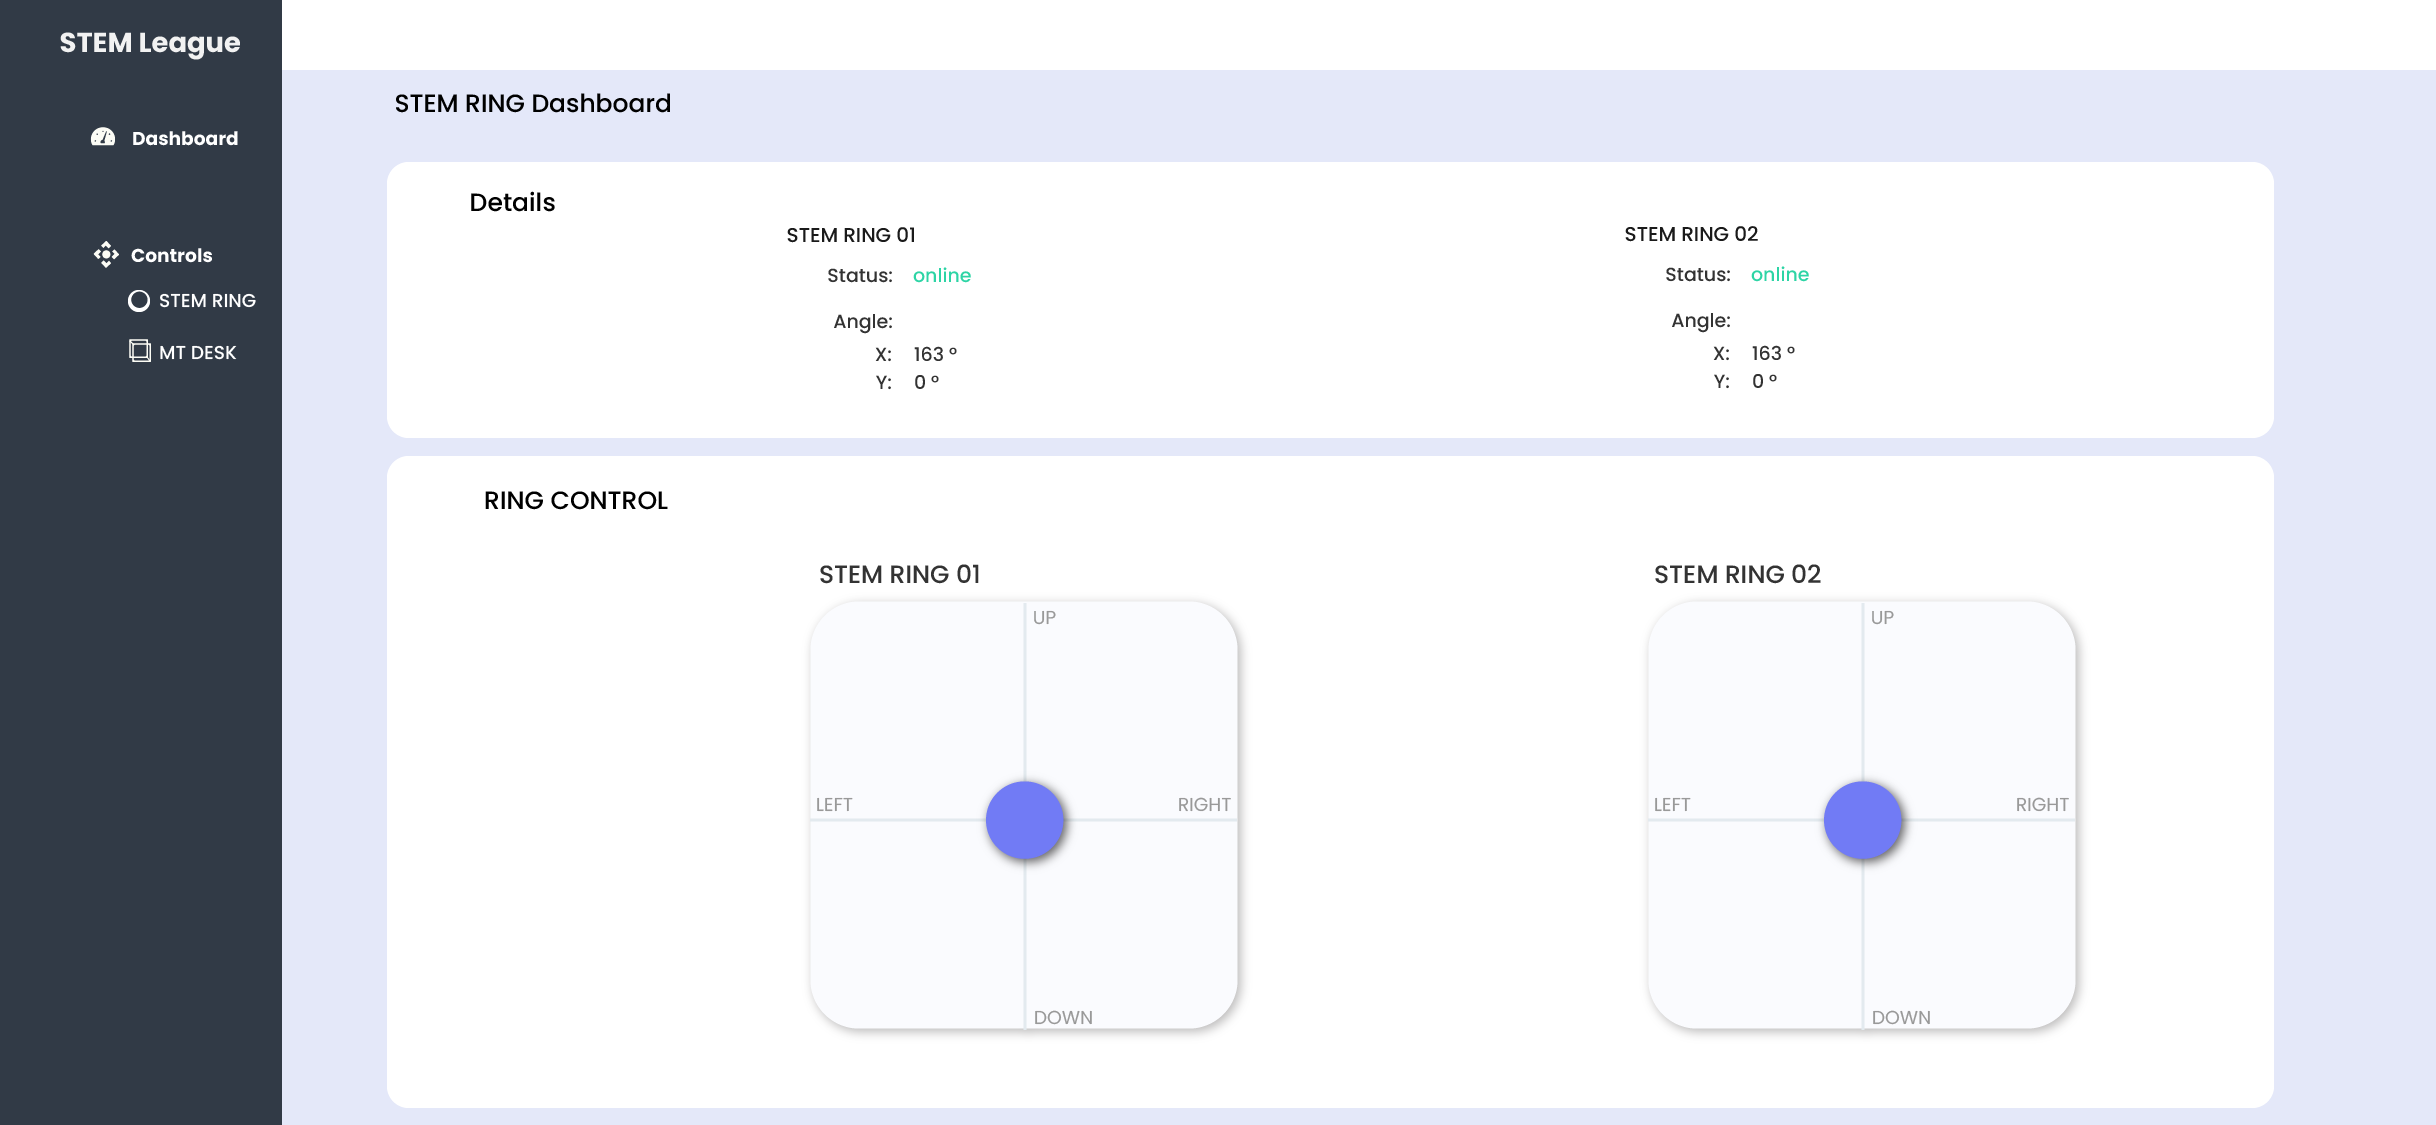 STEM League
Dashboard
Controls
STEM RING
MT DESK
STEM RING Dashboard
Details
STEM RING 01
Status: online
Angle:
X: 163 °
Y: 0 °
STEM RING 02
Status: online
Angle:
X: 163 °
Y: 0 °
RING CONTROL
STEM RING 01
UP
LEFT
RIGHT
DOWN
STEM RING 02
UP
LEFT
RIGHT
DOWN